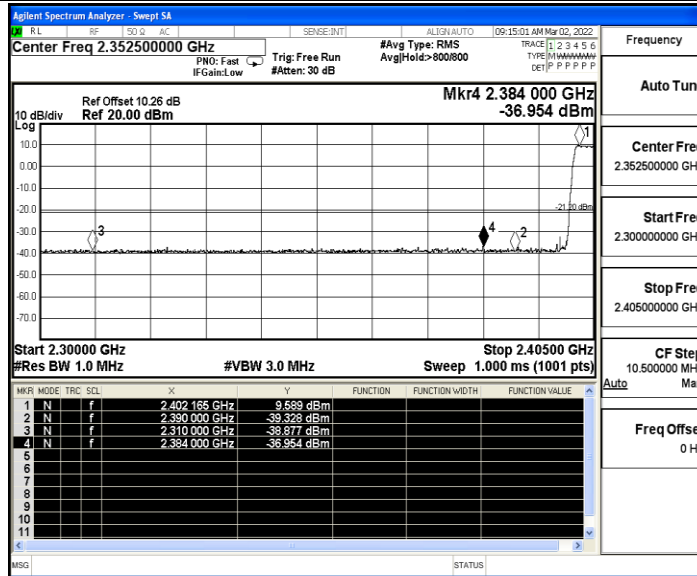 Agilent Spectrum Analyzer - Swept SA
RL RF 50 Ω AC SENSE:INT ALIGN AUTO 09:15:01 AM Mar 02, 2022
Center Freq 2.352500000 GHz
PNO: Fast
IFGain:Low
Trig: Free Run
#Atten: 30 dB
#Avg Type: RMS
Avg|Hold:>800/800
TRACE 1 2 3 4 5 6
TYPE M W W W W W
DET P P P P P P
Ref Offset 10.26 dB
10 dB/div Ref 20.00 dBm
Log
Mkr4 2.384 000 GHz
-36.954 dBm
10.0
0.00
-10.0
-20.0
-30.0
-40.0
-50.0
-60.0
-70.0
1
-21.20 dBm
3
4
2
Start 2.30000 GHz Stop 2.40500 GHz
#Res BW 1.0 MHz #VBW 3.0 MHz Sweep 1.000 ms (1001 pts)
MKR MODE TRC SCL X Y FUNCTION FUNCTION WIDTH FUNCTION VALUE
1 N f 2.402 165 GHz 9.589 dBm
2 N f 2.390 000 GHz -39.328 dBm
3 N f 2.310 000 GHz -38.877 dBm
4 N f 2.384 000 GHz -36.954 dBm
5
6
7
8
9
10
11
MSG STATUS
Frequency
Auto Tun
Center Fre
2.352500000 GH
Start Fre
2.300000000 GH
Stop Fre
2.405000000 GH
CF Step
10.500000 MH
Auto Ma
Freq Offse
0 H